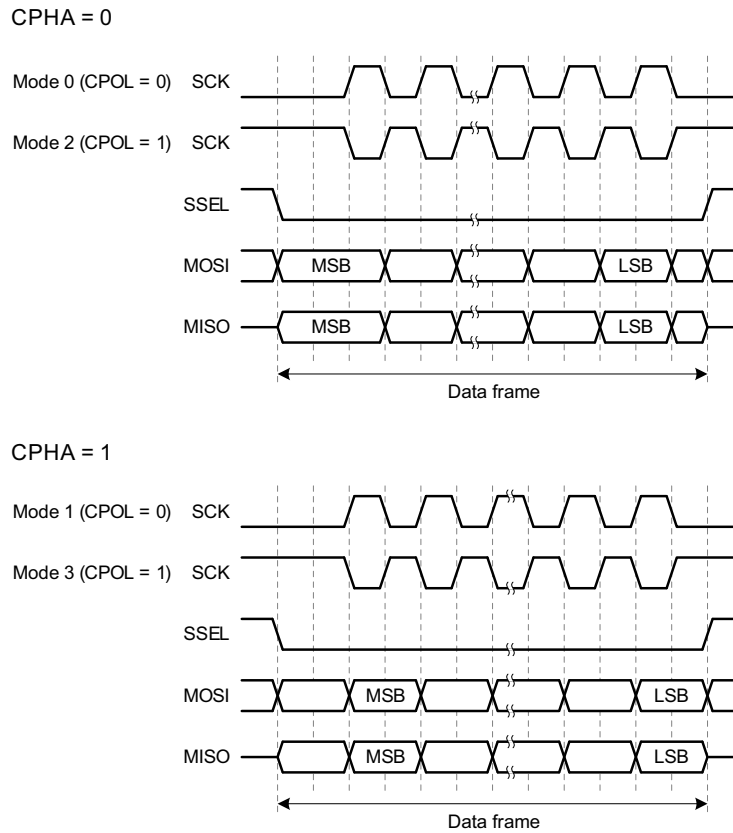 CPHA = 0
Mode 0 (CPOL = 0) SCK
Mode 2 (CPOL = 1) SCK
SSEL
MOSI MSB LSB
MISO MSB LSB
Data frame
CPHA = 1
Mode 1 (CPOL = 0) SCK
Mode 3 (CPOL = 1) SCK
SSEL
MOSI MSB LSB
MISO MSB LSB
Data frame